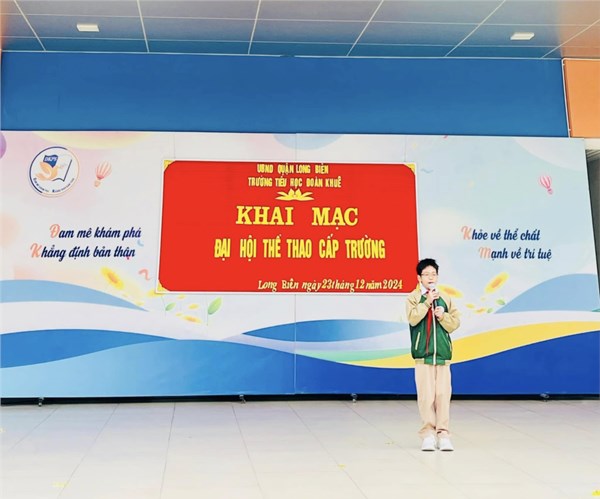 UBND QUẬN LONG BIÊN
TRƯỜNG TIỂU HỌC ĐOÀN KHUÊ
KHAI MẠC
ĐẠI HỘI THỂ THAO CẤP TRƯỜNG
Long Biên ngày 23 tháng 12 năm 2024
Đam mê khám phá
Khẳng định bản thân
Khỏe về thể chất
Mạnh về trí tuệ